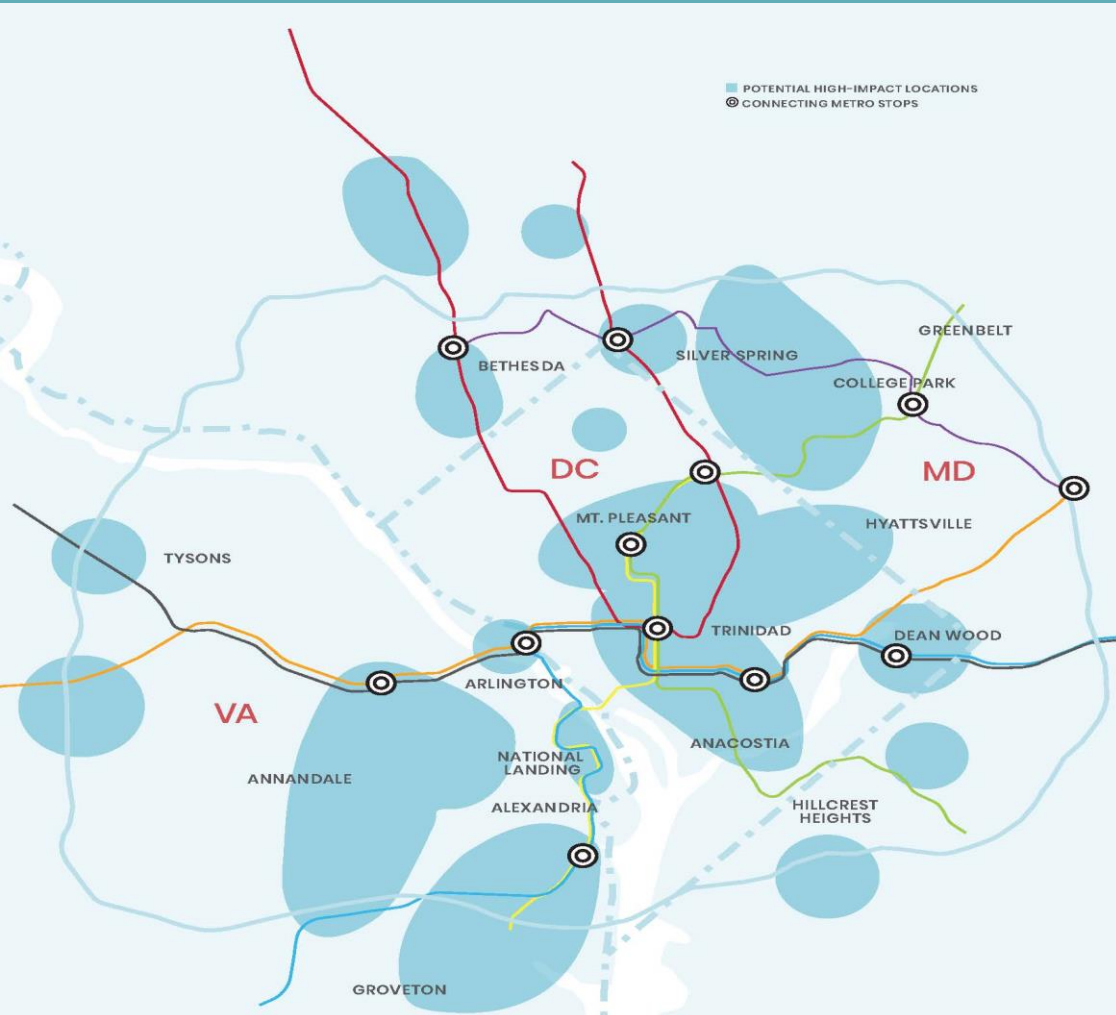 POTENTIAL HIGH-IMPACT LOCATIONS
CONNECTING METRO STOPS
GREENBELT
SILVER SPRING
BETHESDA
COLLEGE PARK
DC
MD
MT. PLEASANT
HYATTSVILLE
TYSONS
TRINIDAD
DEAN WOOD
ARLINGTON
VA
ANACOSTIA
NATIONAL
LANDING
ANNANDALE
ALEXANDRIA
HILLCREST
HEIGHTS
GROVETON